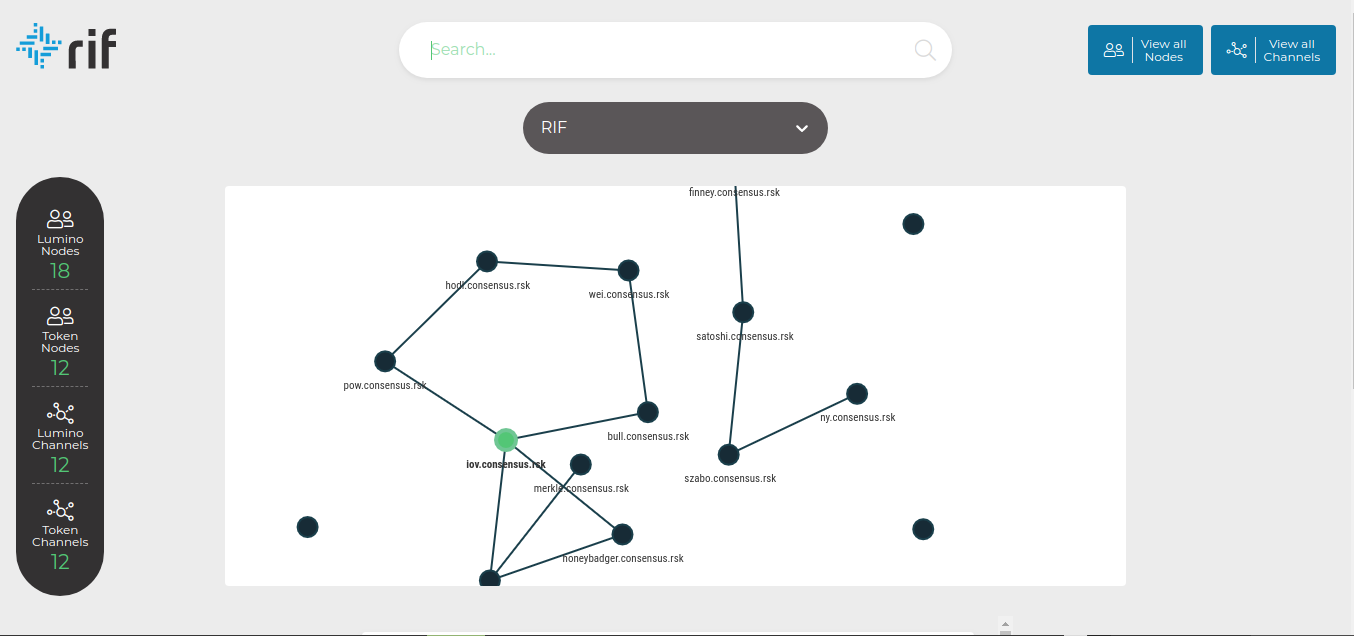 rif
Search...
View all
Nodes
View all
Channels
RIF
Lumino
Nodes
18
Token
Nodes
12
Lumino
Channels
12
Token
Channels
12
finney.consensus.rsk
hodl.consensus.rsk
wei.consensus.rsk
satoshi.consensus.rsk
pow.consensus.rsk
ny.consensus.rsk
bull.consensus.rsk
iov.consensus.rsk
szabo.consensus.rsk
merkle.consensus.rsk
honeybadger.consensus.rsk